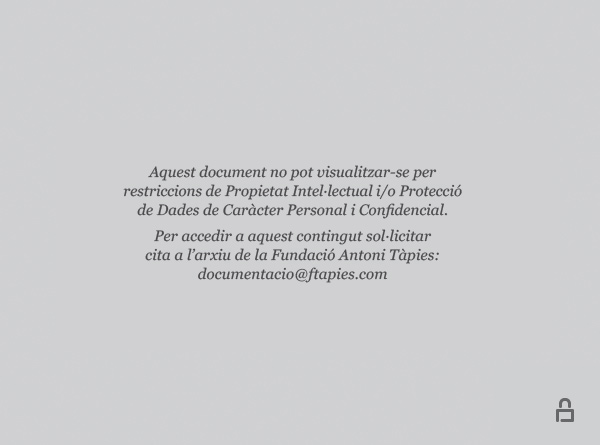 Aquest document no pot visualitzar-se per
restriccions de Propietat Intel·lectual i/o Protecció
de Dades de Caràcter Personal i Confidencial.
Per accedir a aquest contingut sol·licitar
cita a l’arxiu de la Fundació Antoni Tàpies:
documentacio@ftapies.com